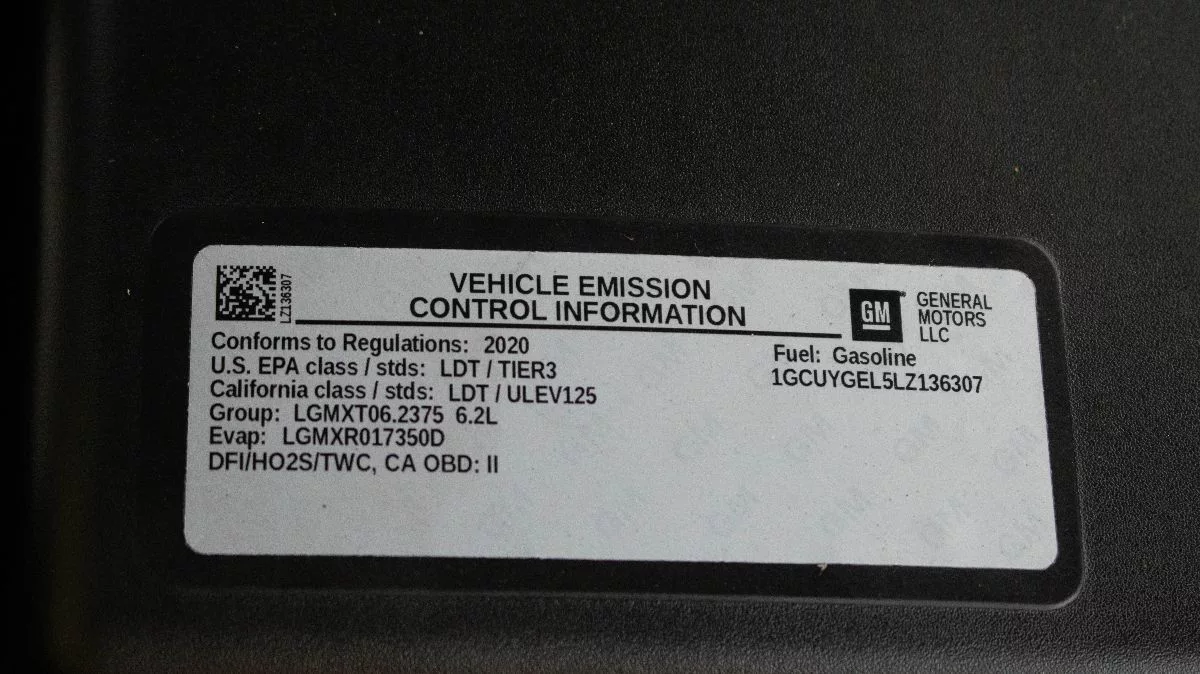 LZ136307
VEHICLE EMISSION
CONTROL INFORMATION
GM
GENERAL
MOTORS
LLC
Conforms to Regulations: 2020
U.S. EPA class / stds: LDT / TIER3
California class / stds: LDT / ULEV125
Group: LGMXT06.2375 6.2L
Evap: LGMXR017350D
DFI/HO2S/TWC, CA OBD: II
Fuel: Gasoline
1GCUYGEL5LZ136307